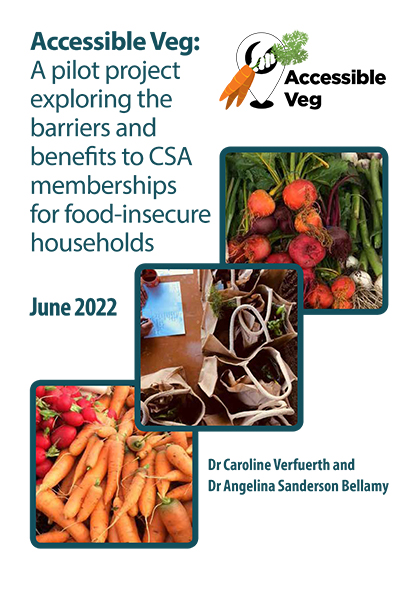 Accessible Veg:
A pilot project
exploring the
barriers and
benefits to CSA
memberships
for food-insecure
households
Accessible
Veg
June 2022
Dr Caroline Verfuerth and
Dr Angelina Sanderson Bellamy